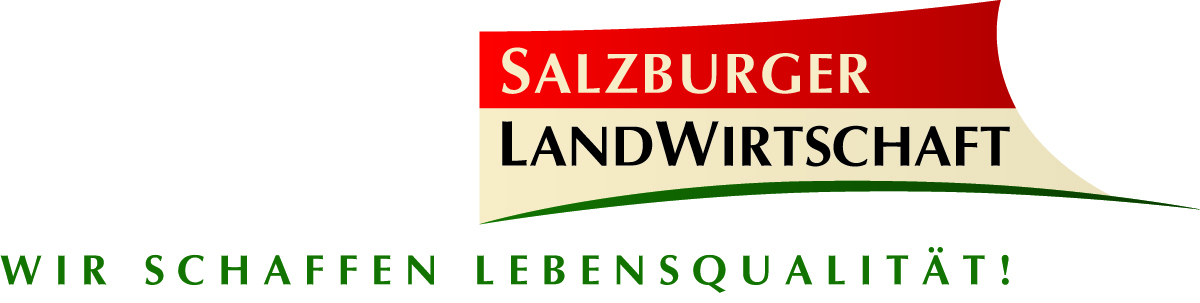 SALZBURGER
LANDWIRTSCHAFT
WIR SCHAFFEN LEBENSQUALITÄT!